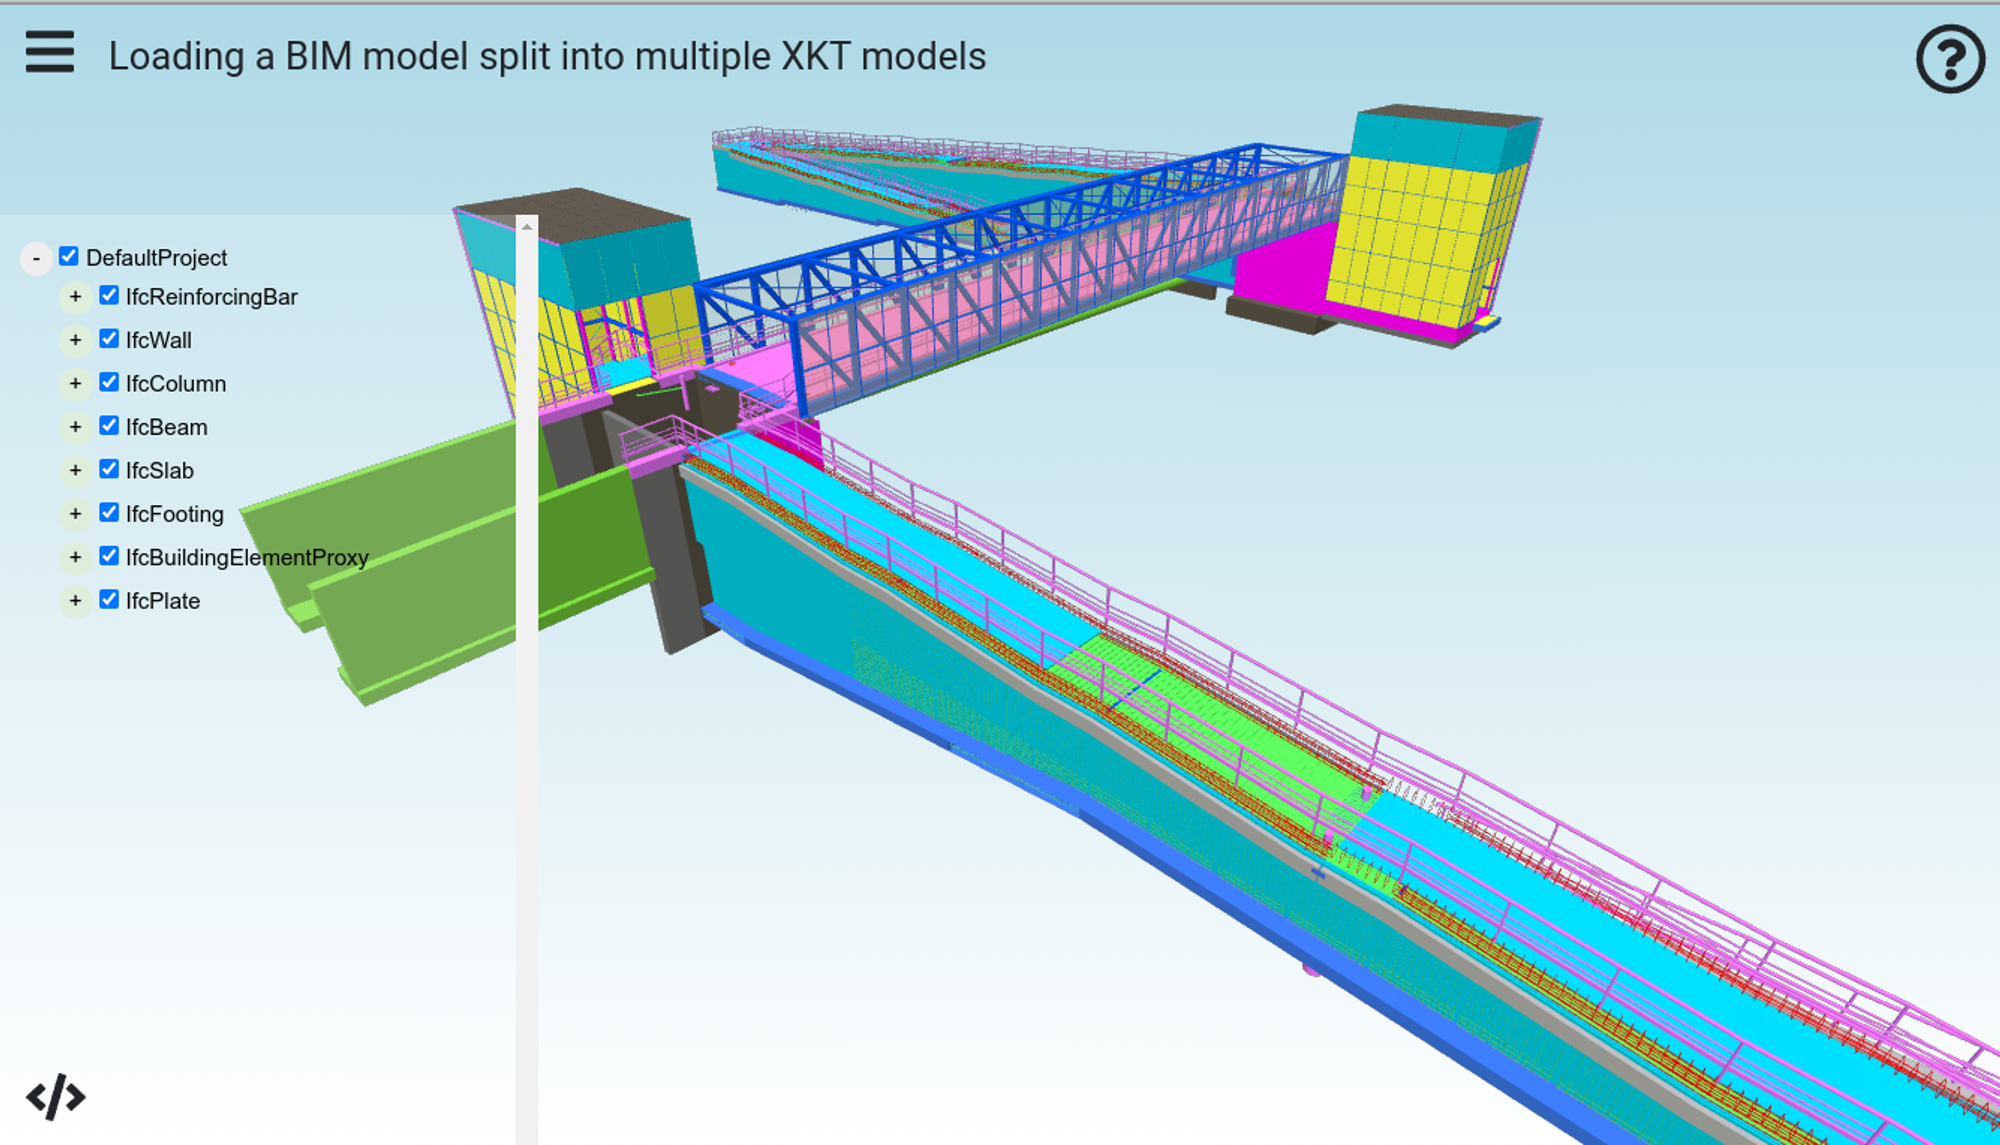 Loading a BIM model split into multiple XKT models
DefaultProject
IfcReinforcingBar
IfcWall
IfcColumn
IfcBeam
IfcSlab
IfcFooting
IfcBuildingElementProxy
IfcPlate